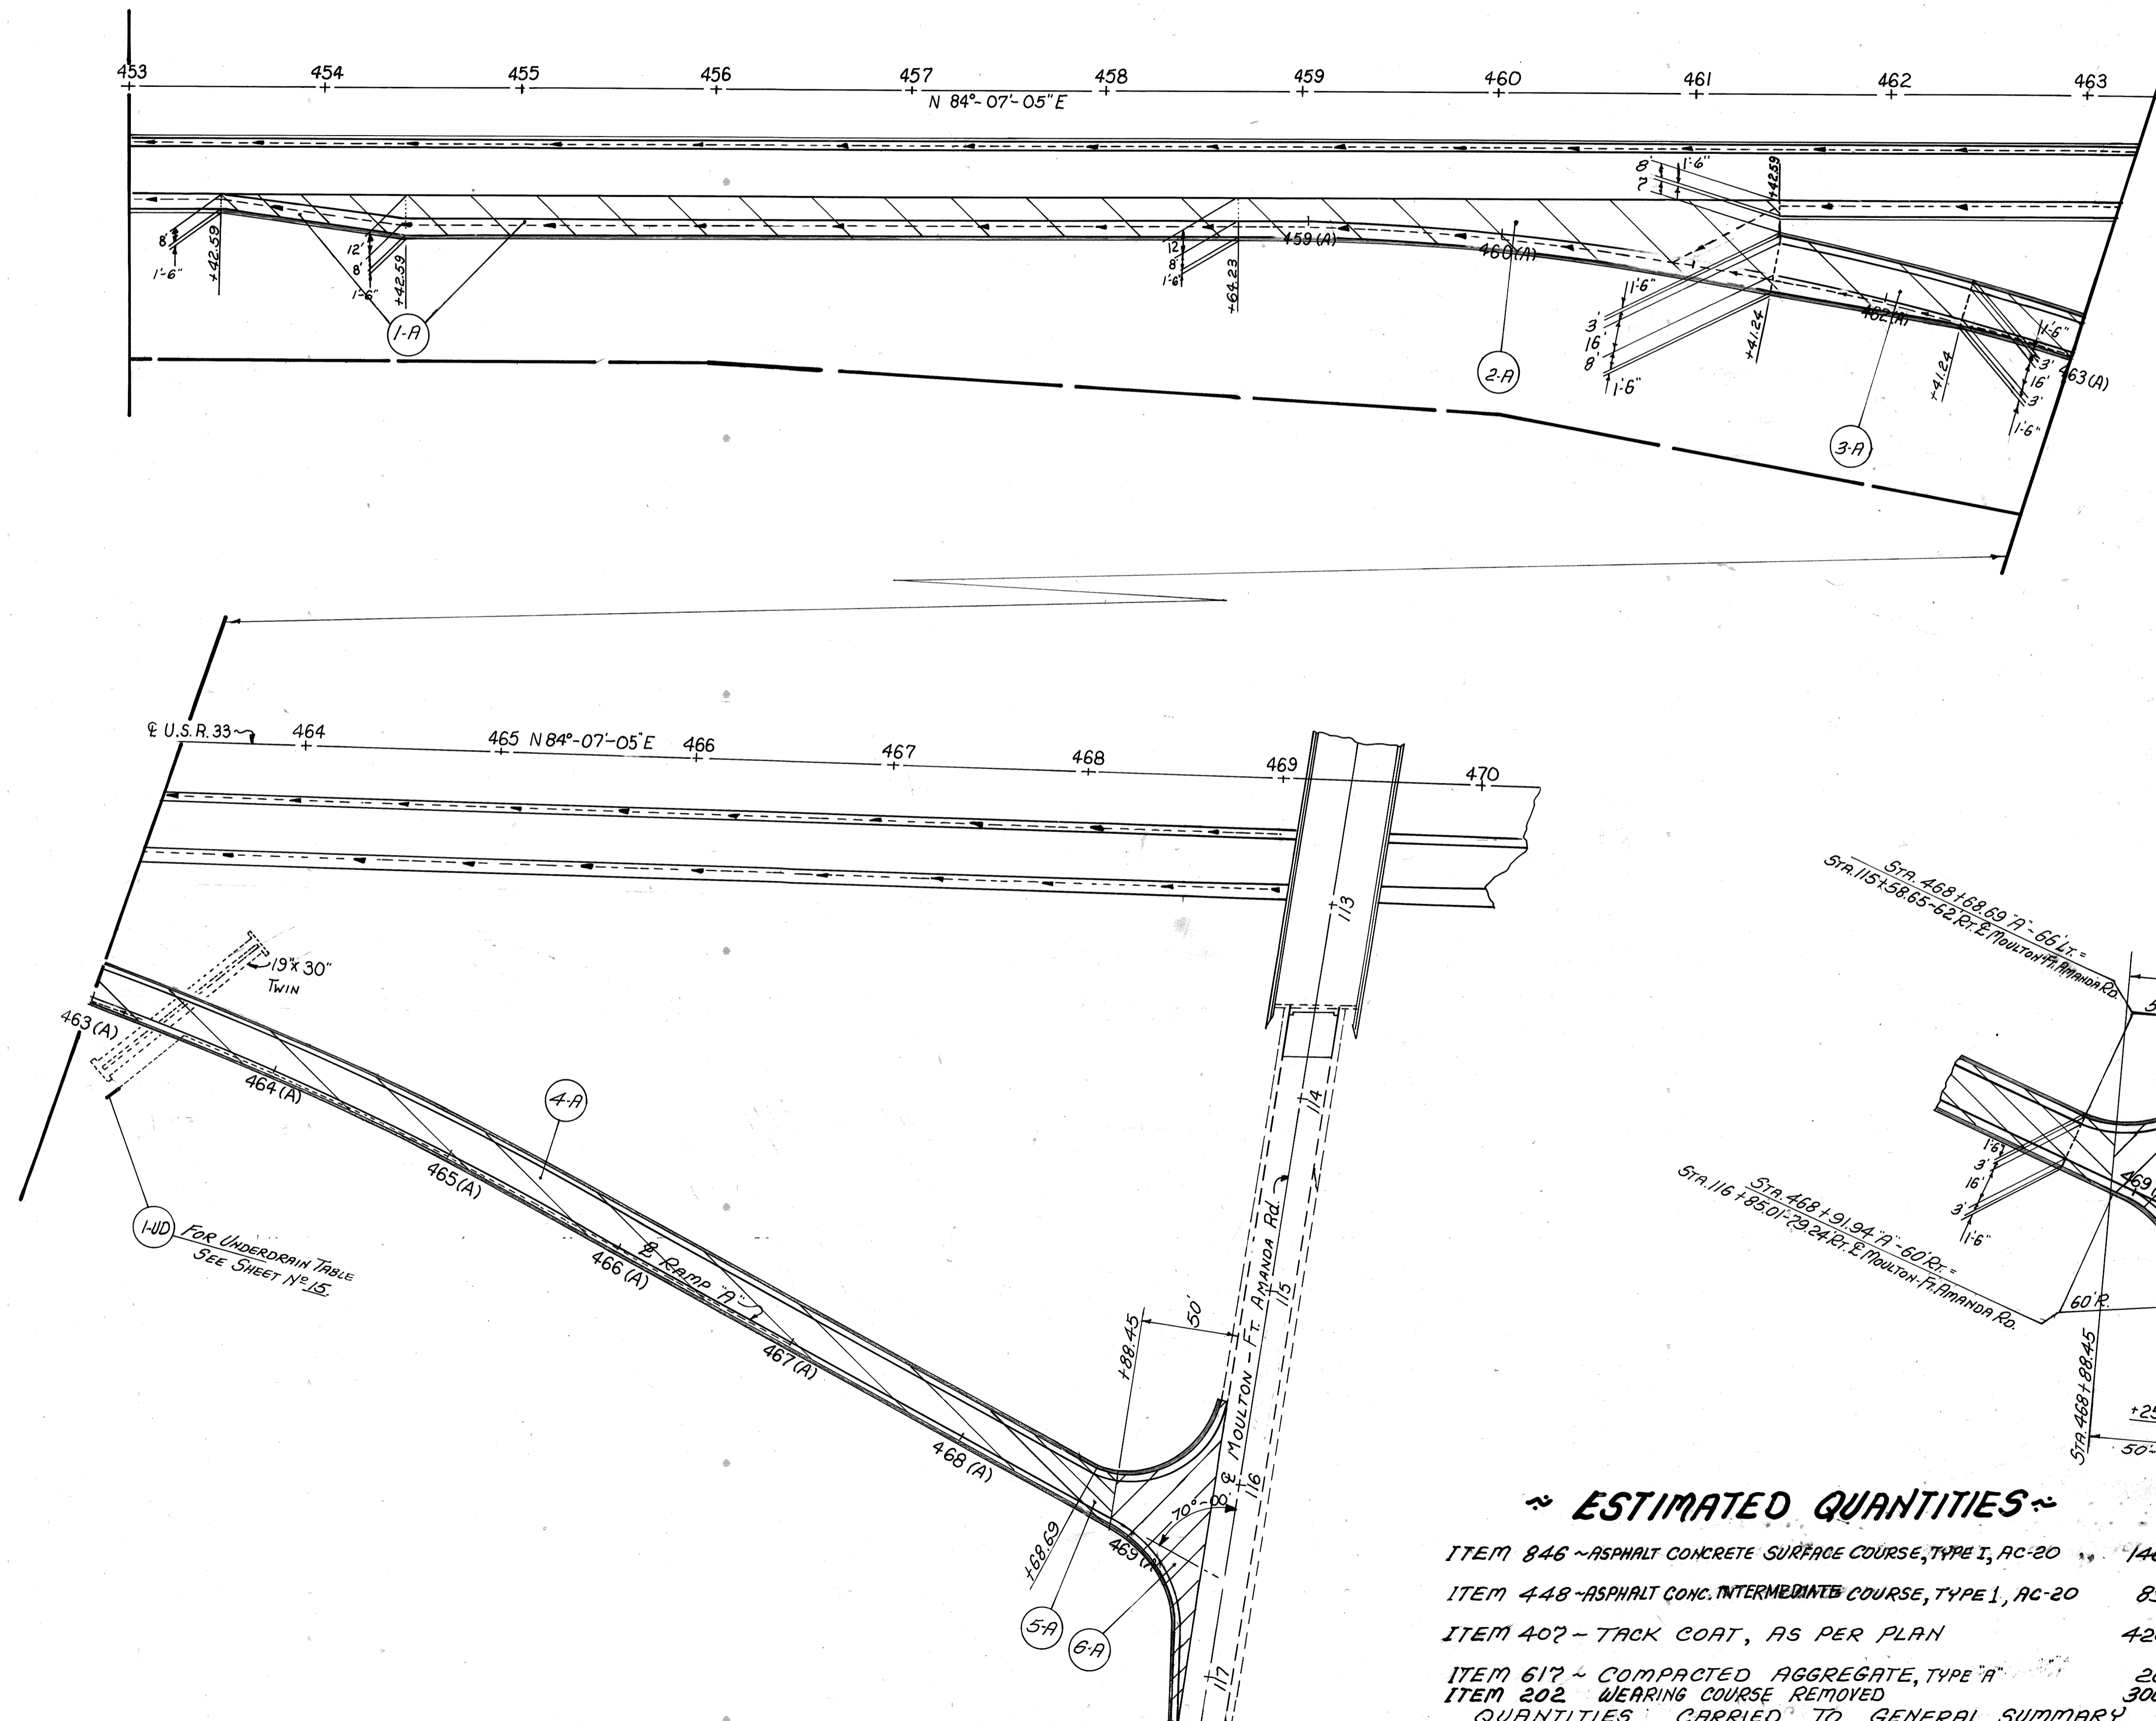 453 454 455 456 457 458 459 460 461 462 463
N 84°-07'-05" E
8'
1'-6"
+42.59
12'
8'
1'-6"
+42.59
1-A
12
8'
1'-6"
+64.23
459 (A)
460 (A)
2-A
8'
1'-6"
+42.59
1'-6"
3'
16'
8'
1'-6"
+41.24
462 (A)
3-A
+41.24
1'-6"
3'
16'
3'
1'-6"
463 (A)
℄ U.S.R. 33
464 465 N 84°-07'-05" E 466 467 468 469 470
113
19" x 30"
TWIN
463 (A)
464 (A)
465 (A)
466 (A)
467 (A)
468 (A)
469
4-A
1-UD
FOR UNDERDRAIN TABLE
SEE SHEET No 15.
℄ RAMP "A"
114
115
116
117
℄ MOULTON - FT. AMANDA Rd.
50'
+88.45
70°-00'
+68.69
5-A
6-A
STA. 468+68.69 "A" - 66' LT. =
STA. 115+58.65 ~ 62' RT. ℄ MOULTON-FT. AMANDA RD.
1'-6"
3'
16'
3'
1'-6"
469
STA. 468+91.94 "A" - 60' RT. =
STA. 116+85.01 - 29.24' RT. ℄ MOULTON-FT. AMANDA RD.
60' R.
STA. 468+88.45
+25
50'-
~ ESTIMATED QUANTITIES ~
ITEM 846 ~ ASPHALT CONCRETE SURFACE COURSE, TYPE I, AC-20
ITEM 448 ~ ASPHALT CONC. INTERMEDIATE COURSE, TYPE 1, AC-20
ITEM 407 ~ TACK COAT, AS PER PLAN
ITEM 617 ~ COMPACTED AGGREGATE, TYPE "A"
ITEM 202 WEARING COURSE REMOVED
QUANTITIES CARRIED TO GENERAL SUMMARY